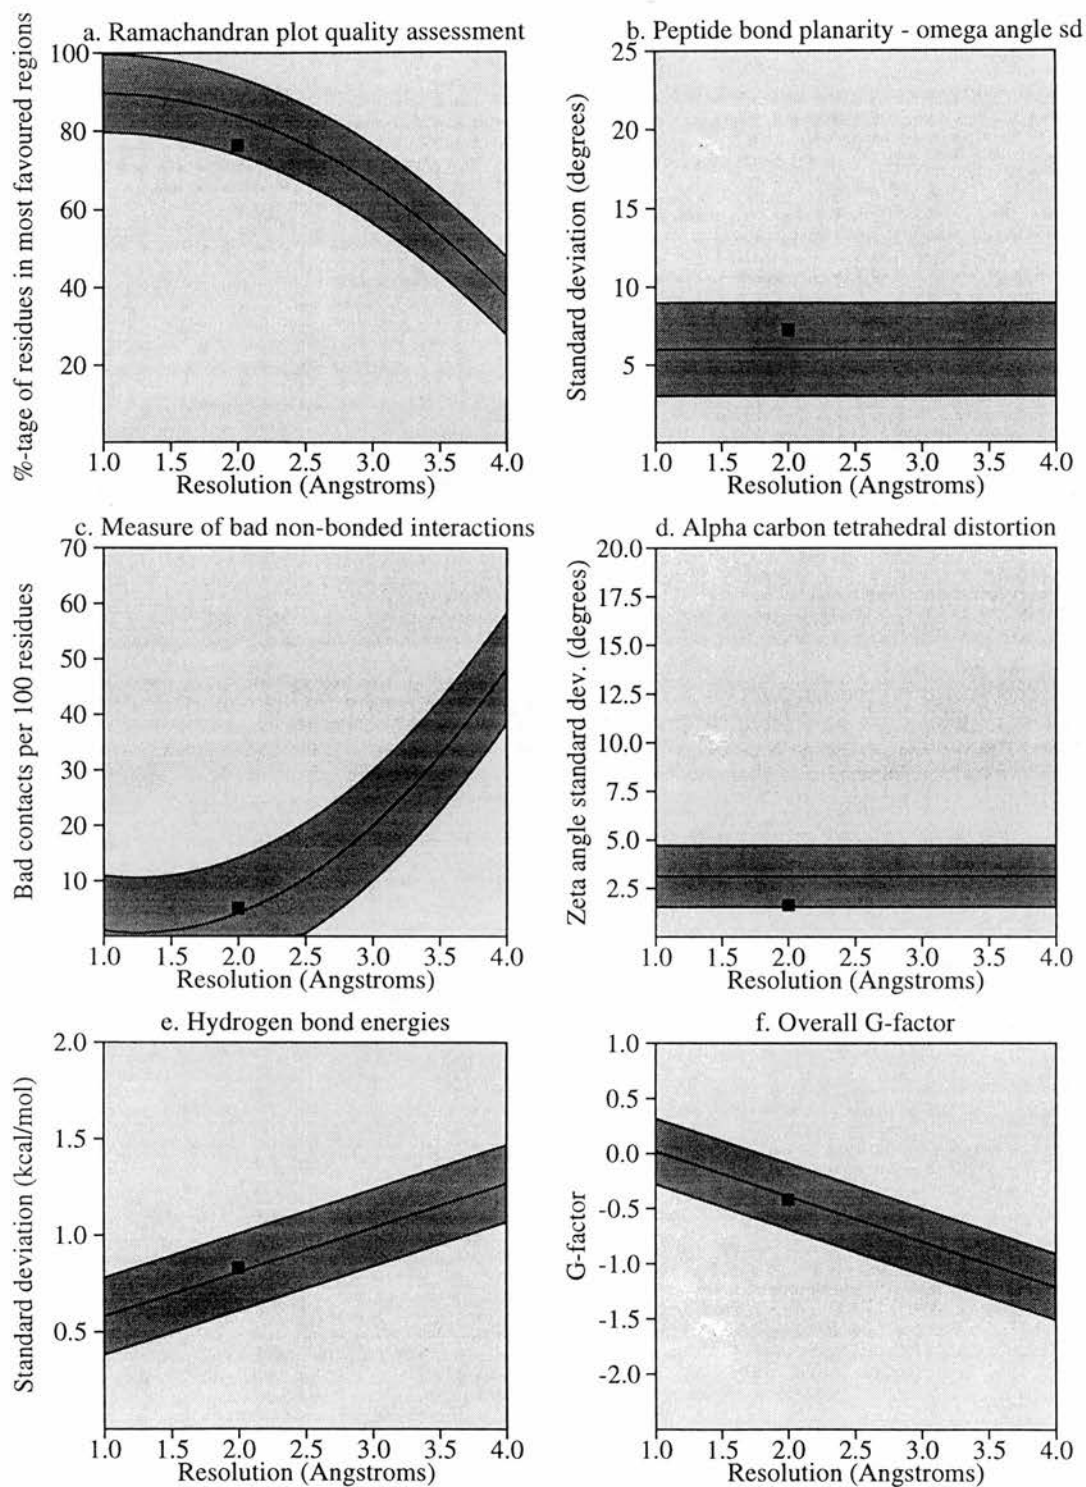 a. Ramachandran plot quality assessment
%-tage of residues in most favoured regions
100
80
60
40
20
1.0 1.5 2.0 2.5 3.0 3.5 4.0
Resolution (Angstroms)
b. Peptide bond planarity - omega angle sd
Standard deviation (degrees)
25
20
15
10
5
1.0 1.5 2.0 2.5 3.0 3.5 4.0
Resolution (Angstroms)
c. Measure of bad non-bonded interactions
Bad contacts per 100 residues
70
60
50
40
30
20
10
1.0 1.5 2.0 2.5 3.0 3.5 4.0
Resolution (Angstroms)
d. Alpha carbon tetrahedral distortion
Zeta angle standard dev. (degrees)
20.0
17.5
15.0
12.5
10.0
7.5
5.0
2.5
1.0 1.5 2.0 2.5 3.0 3.5 4.0
Resolution (Angstroms)
e. Hydrogen bond energies
Standard deviation (kcal/mol)
2.0
1.5
1.0
0.5
1.0 1.5 2.0 2.5 3.0 3.5 4.0
Resolution (Angstroms)
f. Overall G-factor
G-factor
1.0
0.5
0.0
-0.5
-1.0
-1.5
-2.0
1.0 1.5 2.0 2.5 3.0 3.5 4.0
Resolution (Angstroms)